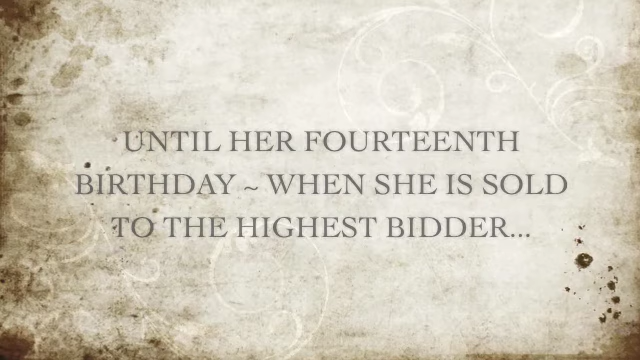 UNTIL HER FOURTEENTH
BIRTHDAY ~ WHEN SHE IS SOLD
TO THE HIGHEST BIDDER...